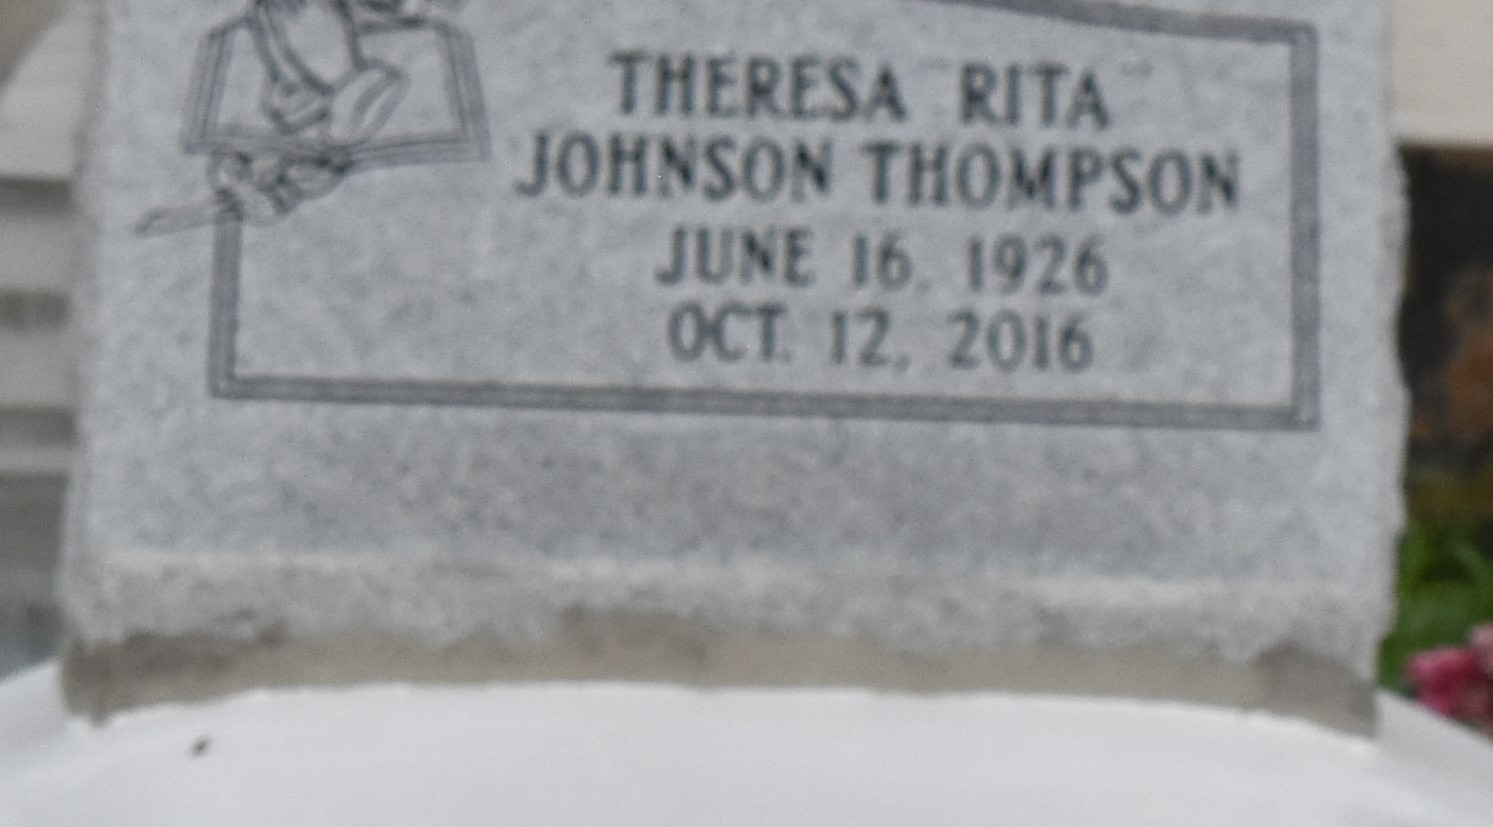 THERESA RITA
JOHNSON THOMPSON
JUNE 16, 1926
OCT. 12, 2016